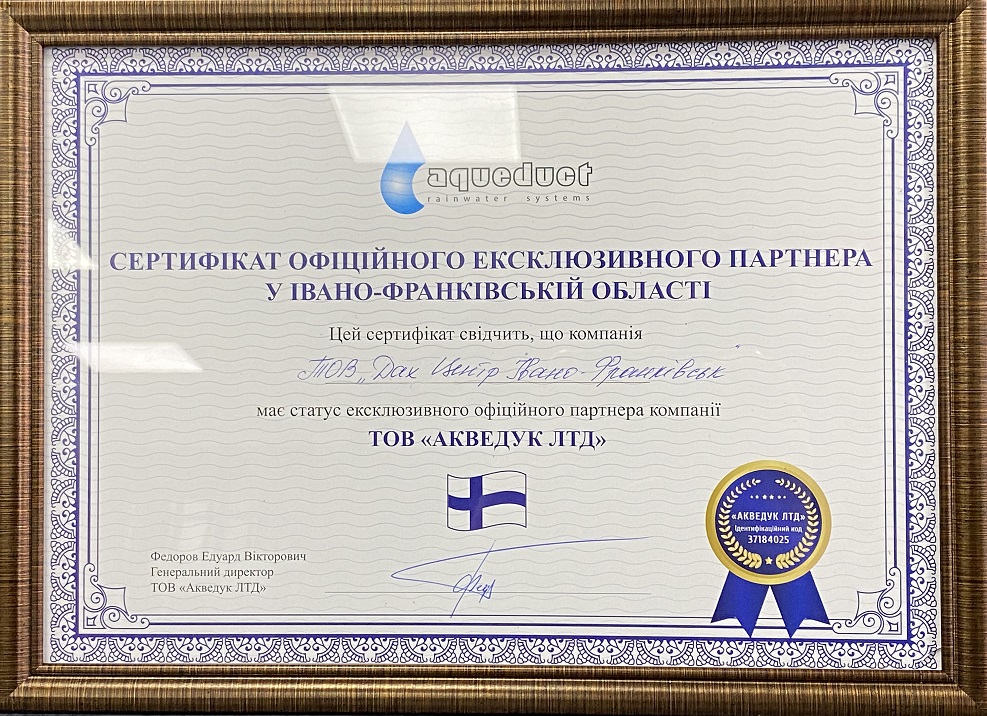 aqueduct
rainwater systems
СЕРТИФІКАТ ОФІЦІЙНОГО ЕКСКЛЮЗИВНОГО ПАРТНЕРА
У ІВАНО-ФРАНКІВСЬКІЙ ОБЛАСТІ
Цей сертифікат свідчить, що компанія
ТОВ „Дах Центр Івано-Франківськ"
має статус ексклюзивного офіційного партнера компанії
ТОВ «АКВЕДУК ЛТД»
Федоров Едуард Вікторович
Генеральний директор
ТОВ «Акведук ЛТД»
«АКВЕДУК ЛТД»
Ідентифікаційний код
37184025